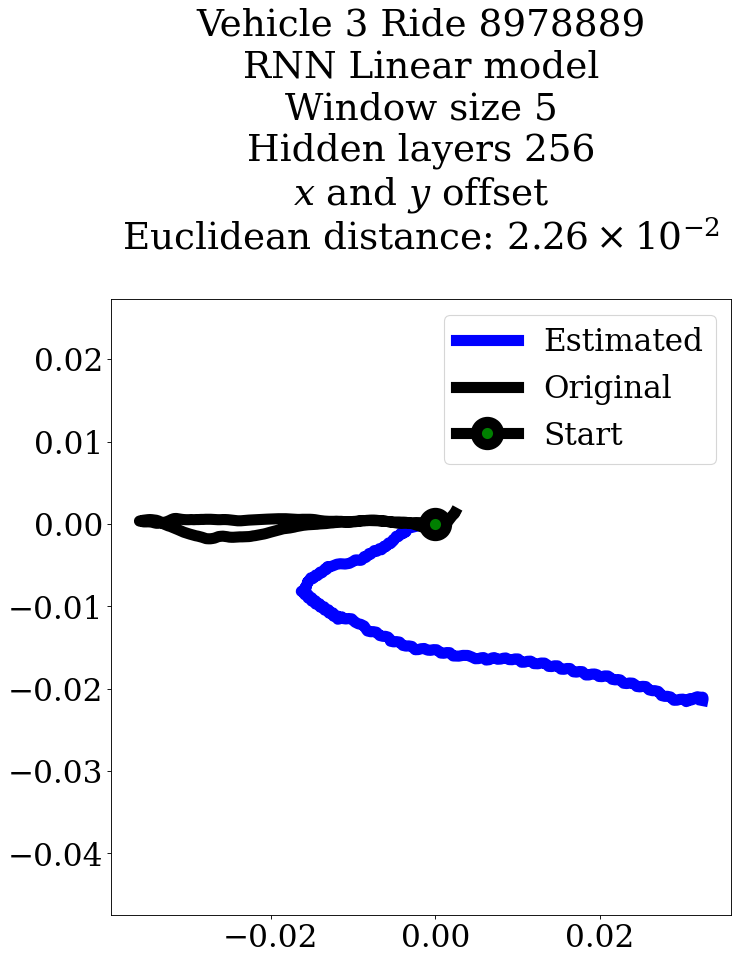 Vehicle 3 Ride 8978889
RNN Linear model
Window size 5
Hidden layers 256
x and y offset
Euclidean distance: 2.26 × 10⁻²
Estimated
Original
Start
0.02
0.01
0.00
−0.01
−0.02
−0.03
−0.04
−0.02 0.00 0.02